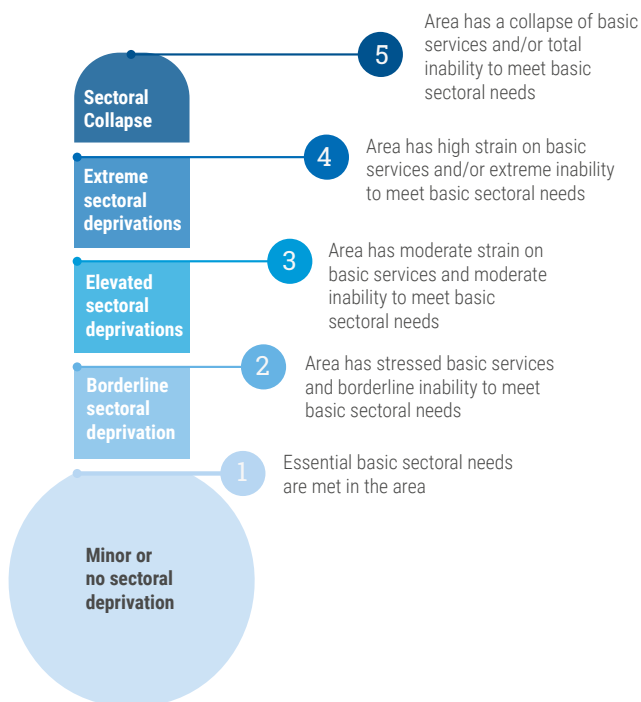 Sectoral
Collapse
5
Area has a collapse of basic
services and/or total
inability to meet basic
sectoral needs
Extreme
sectoral
deprivations
4
Area has high strain on basic
services and/or extreme inability
to meet basic sectoral needs
Elevated
sectoral
deprivations
3
Area has moderate strain on
basic services and moderate
inability to meet basic
sectoral needs
Borderline
sectoral
deprivation
2
Area has stressed basic services
and borderline inability to meet
basic sectoral needs
Minor or
no sectoral
deprivation
1
Essential basic sectoral needs
are met in the area